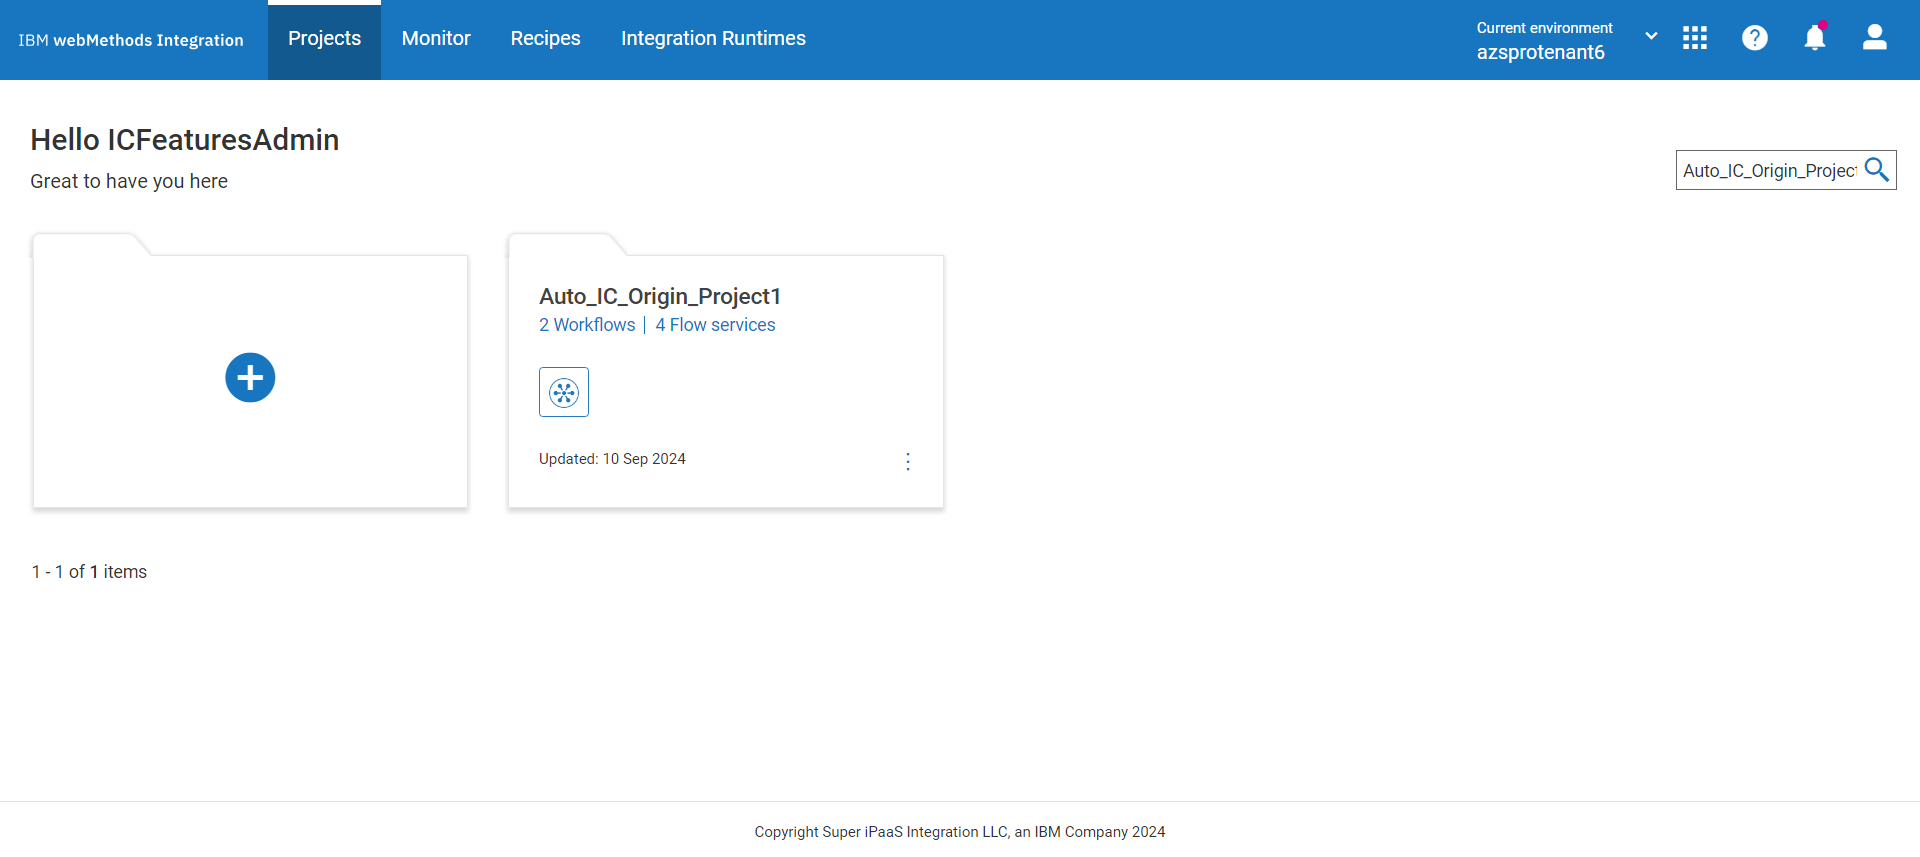 IBM webMethods Integration
Projects
Monitor
Recipes
Integration Runtimes
Current environment
azsprotenant6
Hello ICFeaturesAdmin
Great to have you here
Auto_IC_Origin_Project
Auto_IC_Origin_Project1
2 Workflows | 4 Flow services
Updated: 10 Sep 2024
1 - 1 of 1 items
Copyright Super iPaaS Integration LLC, an IBM Company 2024